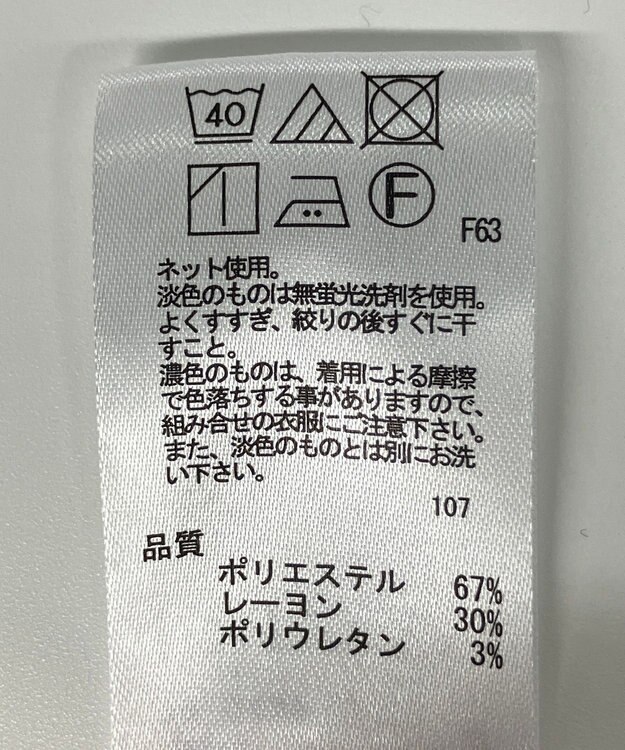 40
F
F63
ネット使用。
淡色のものは無蛍光洗剤を使用。
よくすすぎ、絞りの後すぐに干
すこと。
濃色のものは、着用による摩擦
で色落ちする事がありますので、
組み合せの衣服にご注意下さい。
また、淡色のものとは別にお洗
い下さい。
107
品質
ポリエステル 67%
レーヨン 30%
ポリウレタン 3%